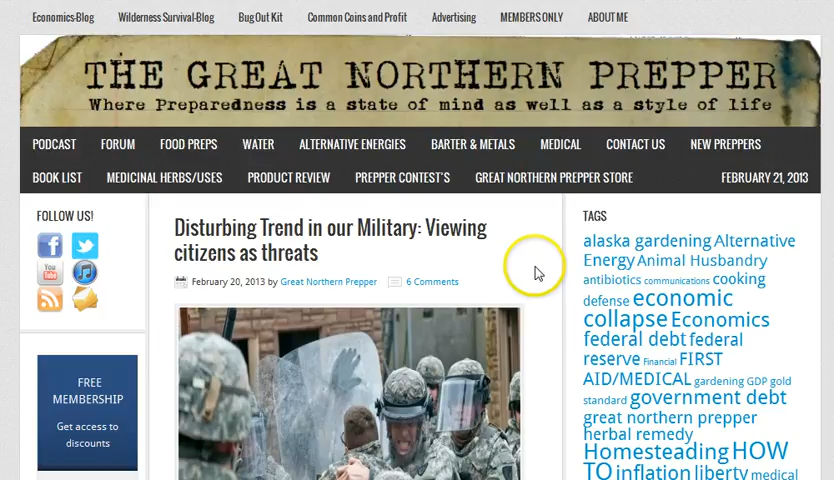 Economics-Blog Wilderness Survival-Blog Bug Out Kit Common Coins and Profit Advertising MEMBERS ONLY ABOUT ME
THE GREAT NORTHERN PREPPER
Where Preparedness is a state of mind as well as a style of life
PODCAST FORUM FOOD PREPS WATER ALTERNATIVE ENERGIES BARTER & METALS MEDICAL CONTACT US NEW PREPPERS
BOOK LIST MEDICINAL HERBS/USES PRODUCT REVIEW PREPPER CONTEST'S GREAT NORTHERN PREPPER STORE FEBRUARY 21, 2013
FOLLOW US!
You
Tube
FREE
MEMBERSHIP
Get access to
discounts
Disturbing Trend in our Military: Viewing
citizens as threats
February 20, 2013 by Great Northern Prepper 6 Comments
TAGS
alaska gardening Alternative
Energy Animal Husbandry
antibiotics communications cooking
defense economic
collapse Economics
federal debt federal
reserve Financial FIRST
AID/MEDICAL gardening GDP gold
standard government debt
great northern prepper
herbal remedy
Homesteading HOW
TO inflation liberty medical